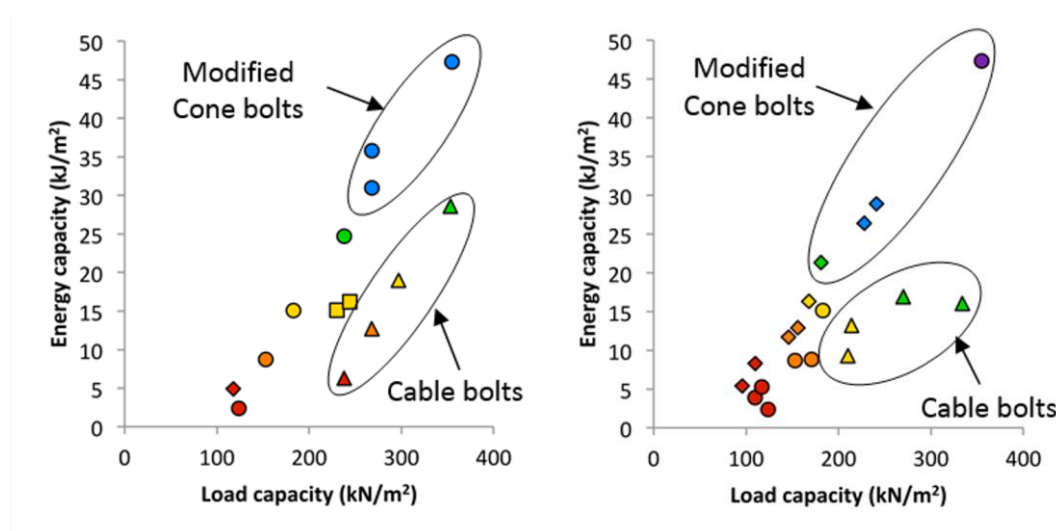 50
45
40
35
30
25
20
15
10
5
0
Energy capacity (kJ/m²)
Modified
Cone bolts
Cable bolts
0 100 200 300 400
Load capacity (kN/m²)
50
45
40
35
30
25
20
15
10
5
0
Energy capacity (kJ/m²)
Modified
Cone bolts
Cable bolts
0 100 200 300 400
Load capacity (kN/m²)